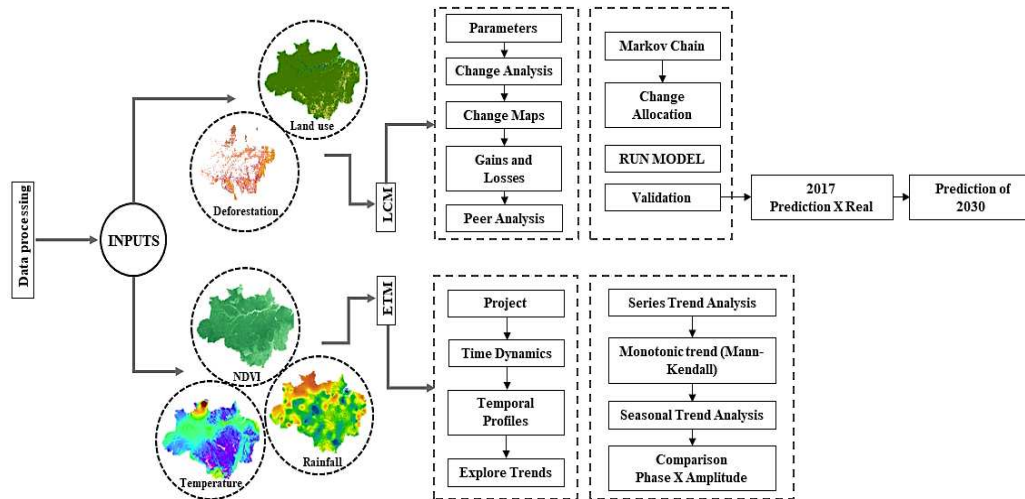 Data processing
INPUTS
Land use
Deforestation
LCM
Parameters
Change Analysis
Change Maps
Gains and
Losses
Peer Analysis
Markov Chain
Change
Allocation
RUN MODEL
Validation
2017
Prediction X Real
Prediction of
2030
NDVI
Temperature
Rainfall
ETM
Project
Time Dynamics
Temporal
Profiles
Explore Trends
Series Trend Analysis
Monotonic trend (Mann-
Kendall)
Seasonal Trend Analysis
Comparison
Phase X Amplitude